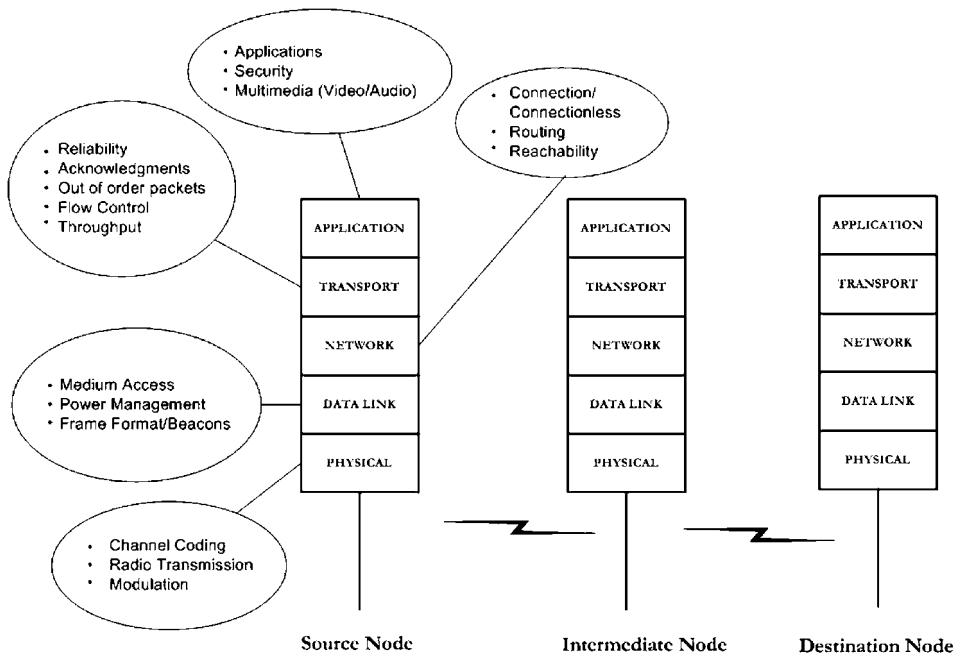 • Applications
• Security
• Multimedia (Video/Audio)
• Connection/
Connectionless
• Routing
• Reachability
• Reliability
• Acknowledgments
• Out of order packets
• Flow Control
• Throughput
• Medium Access
• Power Management
• Frame Format/Beacons
• Channel Coding
• Radio Transmission
• Modulation
APPLICATION
TRANSPORT
NETWORK
DATA LINK
PHYSICAL
Source Node
APPLICATION
TRANSPORT
NETWORK
DATA LINK
PHYSICAL
Intermediate Node
APPLICATION
TRANSPORT
NETWORK
DATA LINK
PHYSICAL
Destination Node